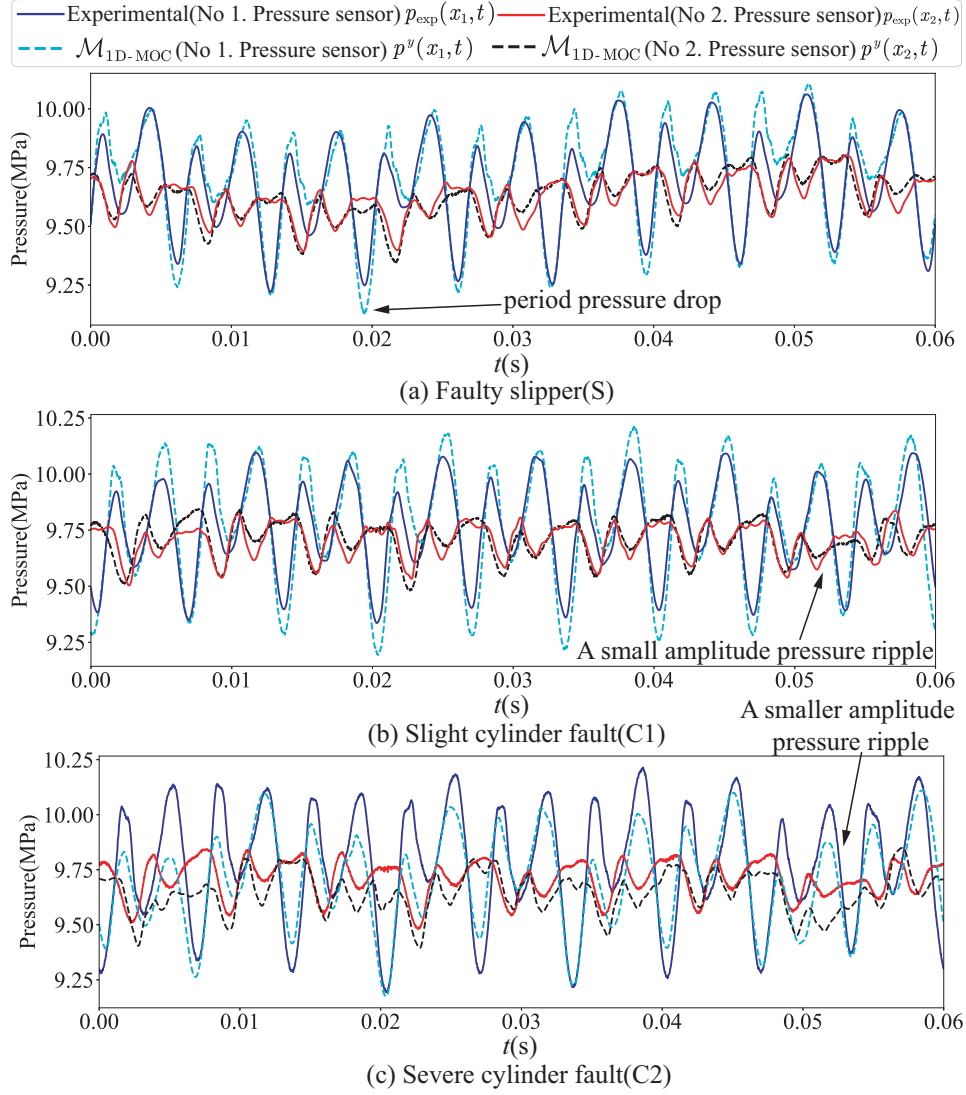 Experimental(No 1. Pressure sensor) p_exp(x₁,t) Experimental(No 2. Pressure sensor) p_exp(x₂,t)
ℳ_1D-MOC(No 1. Pressure sensor) pʸ(x₁,t) ℳ_1D-MOC(No 2. Pressure sensor) pʸ(x₂,t)
10.00
9.75
9.50
9.25
Pressure(MPa)
period pressure drop
0.00 0.01 0.02 0.03 0.04 0.05 0.06
t(s)
(a) Faulty slipper(S)
10.25
10.00
9.75
9.50
9.25
Pressure(MPa)
A small amplitude pressure ripple
0.00 0.01 0.02 0.03 0.04 0.05 0.06
t(s)
(b) Slight cylinder fault(C1)
A smaller amplitude
pressure ripple
10.25
10.00
9.75
9.50
9.25
Pressure(MPa)
0.00 0.01 0.02 0.03 0.04 0.05 0.06
t(s)
(c) Severe cylinder fault(C2)